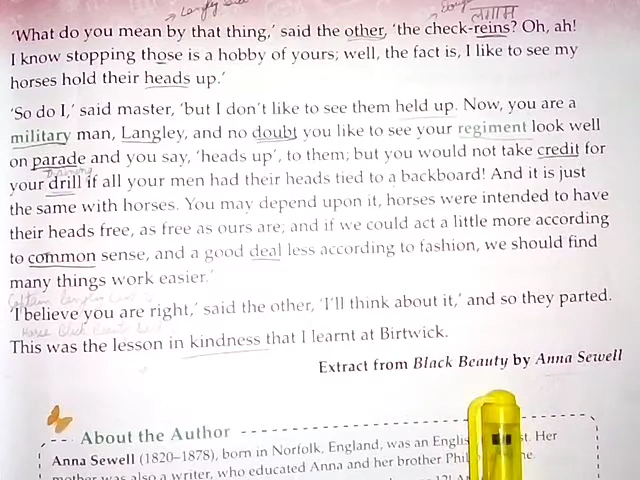 लगाम
'What do you mean by that thing,' said the other, 'the check-reins? Oh, ah!
I know stopping those is a hobby of yours; well, the fact is, I like to see my
horses hold their heads up.'
'So do I,' said master, 'but I don't like to see them held up. Now, you are a
military man, Langley, and no doubt you like to see your regiment look well
on parade and you say, 'heads up', to them; but you would not take credit for
training
your drill if all your men had their heads tied to a backboard! And it is just
the same with horses. You may depend upon it, horses were intended to have
their heads free, as free as ours are; and if we could act a little more according
to common sense, and a good deal less according to fashion, we should find
many things work easier.'
'I believe you are right,' said the other, 'I'll think about it,' and so they parted.
This was the lesson in kindness that I learnt at Birtwick.
Extract from Black Beauty by Anna Sewell
About the Author
Anna Sewell (1820–1878), born in Norfolk, England, was an Englis st. Her
mother was also a writer, who educated Anna and her brother Phil